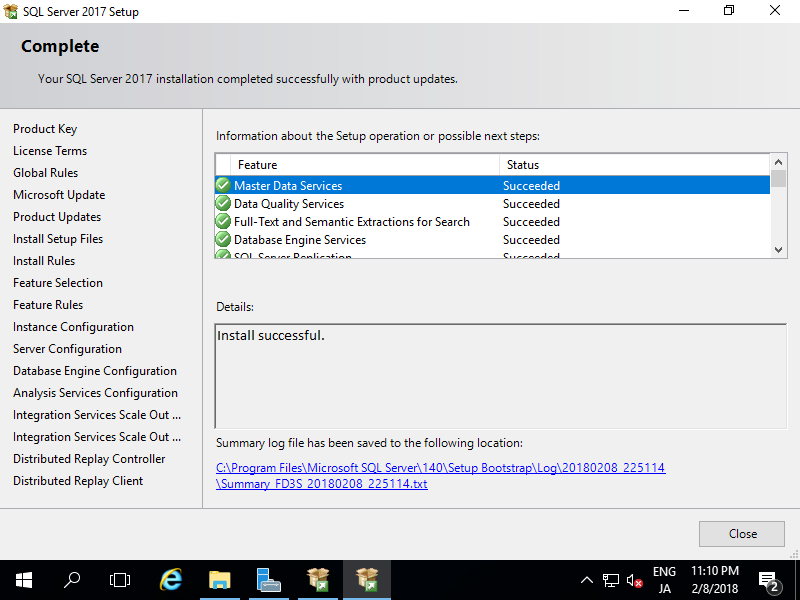 SQL Server 2017 Setup
Complete
Your SQL Server 2017 installation completed successfully with product updates.
Product Key
License Terms
Global Rules
Microsoft Update
Product Updates
Install Setup Files
Install Rules
Feature Selection
Feature Rules
Instance Configuration
Server Configuration
Database Engine Configuration
Analysis Services Configuration
Integration Services Scale Out ...
Integration Services Scale Out ...
Distributed Replay Controller
Distributed Replay Client
Information about the Setup operation or possible next steps:
Feature Status
Master Data Services Succeeded
Data Quality Services Succeeded
Full-Text and Semantic Extractions for Search Succeeded
Database Engine Services Succeeded
SQL Server Replication Succeeded
Details:
Install successful.
Summary log file has been saved to the following location:
C:\Program Files\Microsoft SQL Server\140\Setup Bootstrap\Log\20180208_225114
\Summary_FD3S_20180208_225114.txt
Close
ENG
JA
11:10 PM
2/8/2018
2